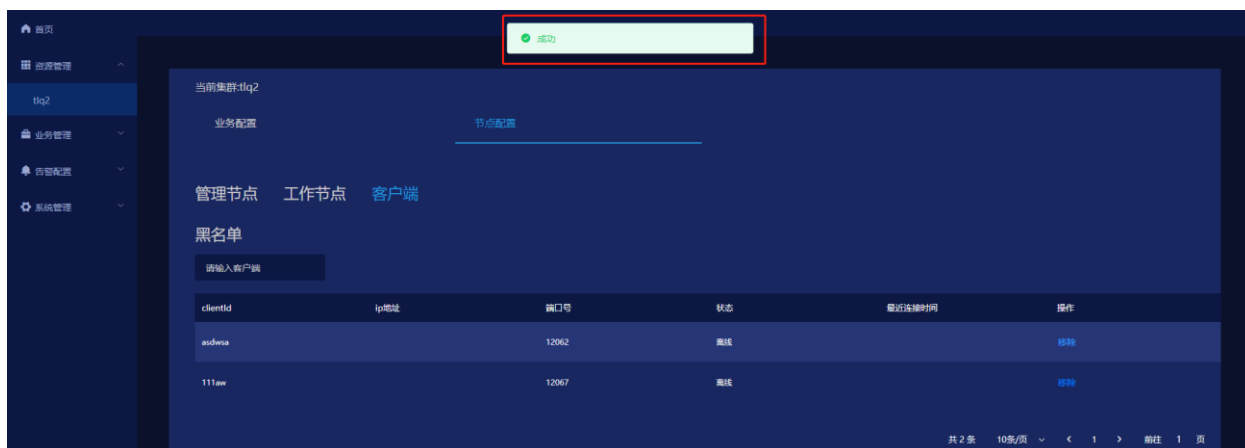 首页
成功
资源管理
tlq2
业务管理
告警配置
系统管理
当前集群:tlq2
业务配置 节点配置
管理节点 工作节点 客户端
黑名单
请输入客户端
clientId ip地址 端口号 状态 最近连接时间 操作
asdwsa 12062 离线 移除
111aw 12067 离线 移除
共 2 条 10条/页 1 前往 1 页